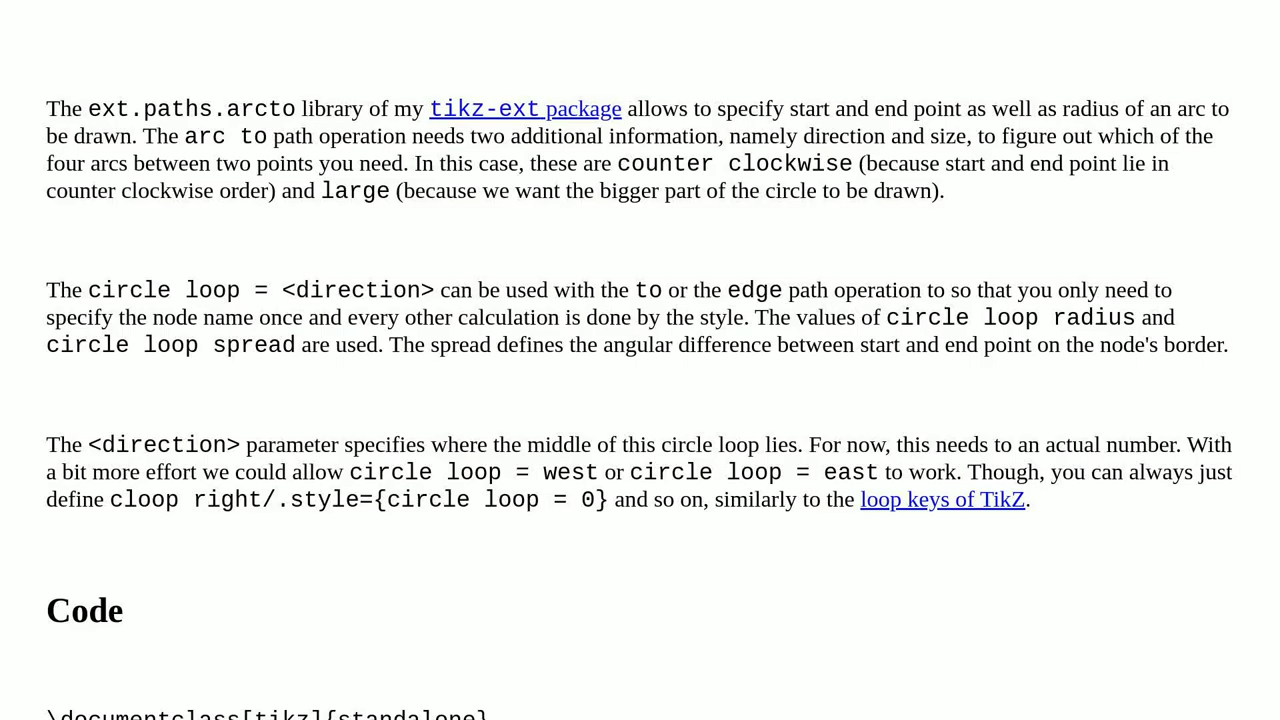 The ext.paths.arcto library of my tikz-ext package allows to specify start and end point as well as radius of an arc to
be drawn. The arc to path operation needs two additional information, namely direction and size, to figure out which of the
four arcs between two points you need. In this case, these are counter clockwise (because start and end point lie in
counter clockwise order) and large (because we want the bigger part of the circle to be drawn).
The circle loop = <direction> can be used with the to or the edge path operation to so that you only need to
specify the node name once and every other calculation is done by the style. The values of circle loop radius and
circle loop spread are used. The spread defines the angular difference between start and end point on the node's border.
The <direction> parameter specifies where the middle of this circle loop lies. For now, this needs to an actual number. With
a bit more effort we could allow circle loop = west or circle loop = east to work. Though, you can always just
define cloop right/.style={circle loop = 0} and so on, similarly to the loop keys of TikZ.
Code
\documentclass[tikz]{standalone}